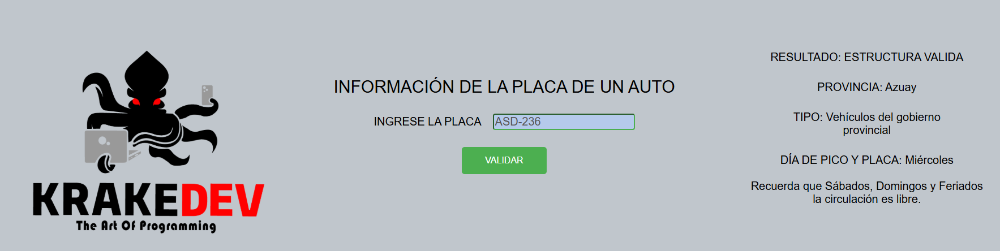 KRAKEDEV
The Art Of Programming
INFORMACIÓN DE LA PLACA DE UN AUTO
INGRESE LA PLACA ASD-236
VALIDAR
RESULTADO: ESTRUCTURA VALIDA
PROVINCIA: Azuay
TIPO: Vehículos del gobierno
provincial
DÍA DE PICO Y PLACA: Miércoles
Recuerda que Sábados, Domingos y Feriados
la circulación es libre.